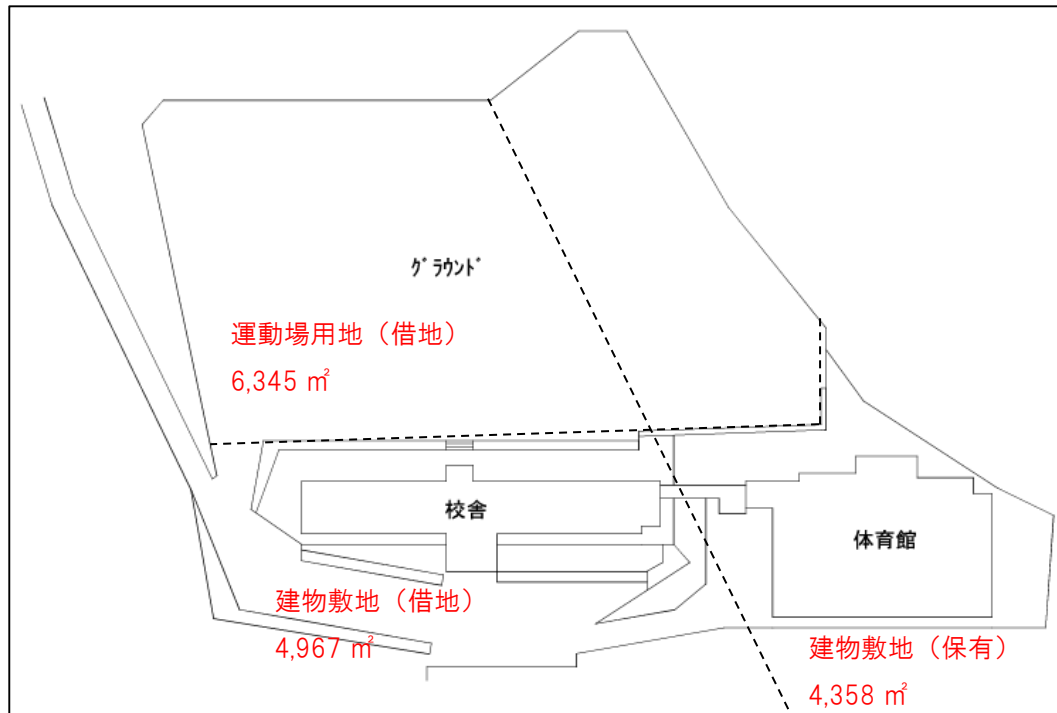 ｸﾞﾗｳﾝﾄﾞ
運動場用地（借地）
6,345 ㎡
校舎
体育館
建物敷地（借地）
4,967 ㎡
建物敷地（保有）
4,358 ㎡